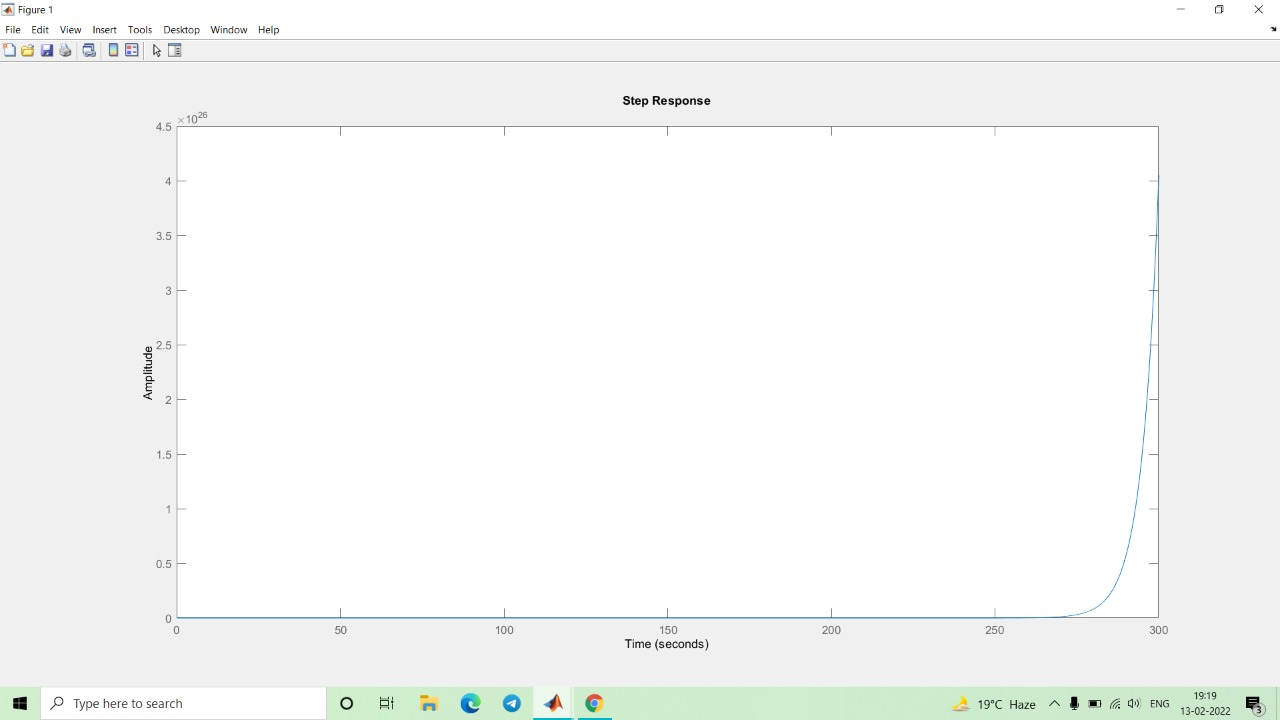 Figure 1
File Edit View Insert Tools Desktop Window Help
Step Response
×10^26
4.5
4
3.5
3
2.5
2
1.5
1
0.5
0
Amplitude
0 50 100 150 200 250 300
Time (seconds)
Type here to search
19°C Haze
ENG
19:19
13-02-2022
3